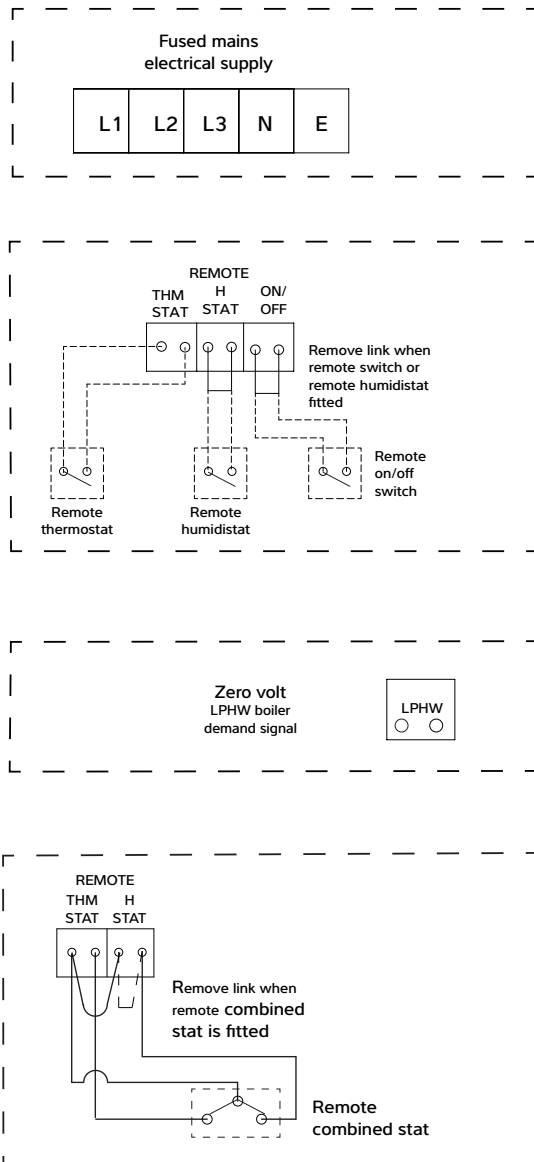 Fused mains
electrical supply
L1 L2 L3 N E
REMOTE
THM H ON/
STAT STAT OFF
Remove link when
remote switch or
remote humidistat
fitted
Remote
on/off
switch
Remote
thermostat
Remote
humidistat
Zero volt
LPHW boiler
demand signal
LPHW
REMOTE
THM H
STAT STAT
Remove link when
remote combined
stat is fitted
Remote
combined stat